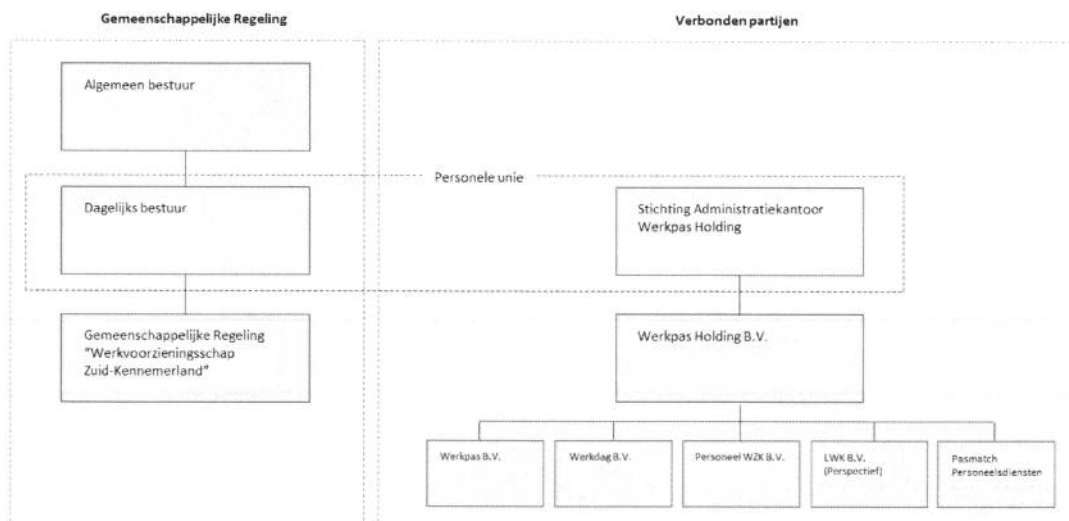 Gemeenschappelijke Regeling
Verbonden partijen
Algemeen bestuur
Personele unie
Dagelijks bestuur
Stichting Administratiekantoor
Werkpas Holding
Gemeenschappelijke Regeling
"Werkvoorzieningsschap
Zuid-Kennemerland"
Werkpas Holding B.V.
Werkpas B.V.
Werkdag B.V.
Personeel WZK B.V.
LWK B.V.
(Perspectief)
Pasmatch
Personeelsdiensten